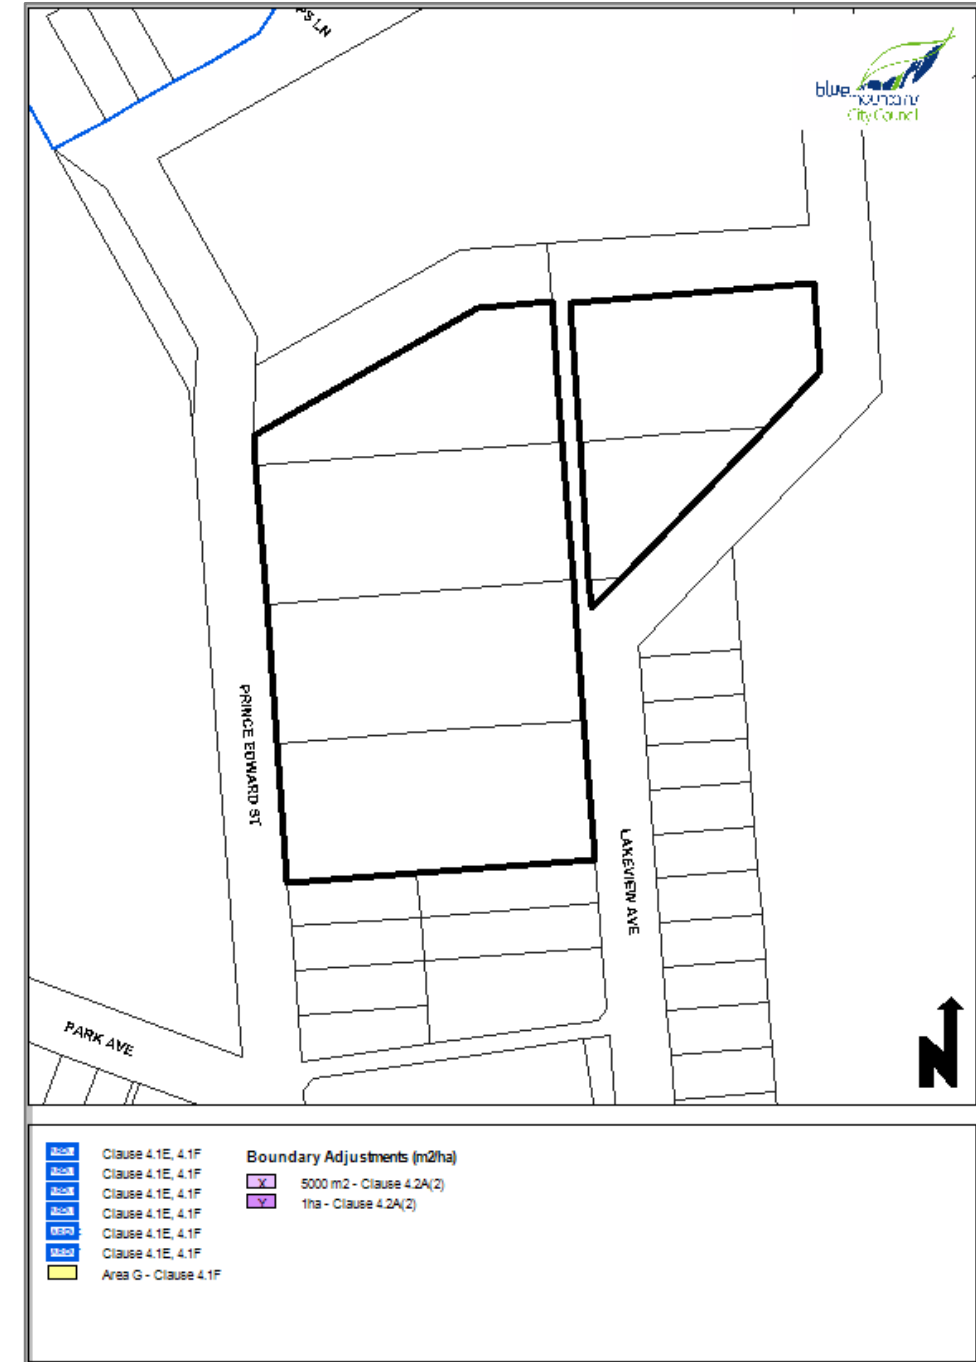 PS LN
blue
mountains
City Council
PRINCE EDWARD ST
LAKEVIEW AVE
PARK AVE
N
Clause 4.1E, 4.1F
Clause 4.1E, 4.1F
Clause 4.1E, 4.1F
Clause 4.1E, 4.1F
Clause 4.1E, 4.1F
Clause 4.1E, 4.1F
Area G - Clause 4.1F
Boundary Adjustments (m2/ha)
X 5000 m2 - Clause 4.2A(2)
Y 1ha - Clause 4.2A(2)